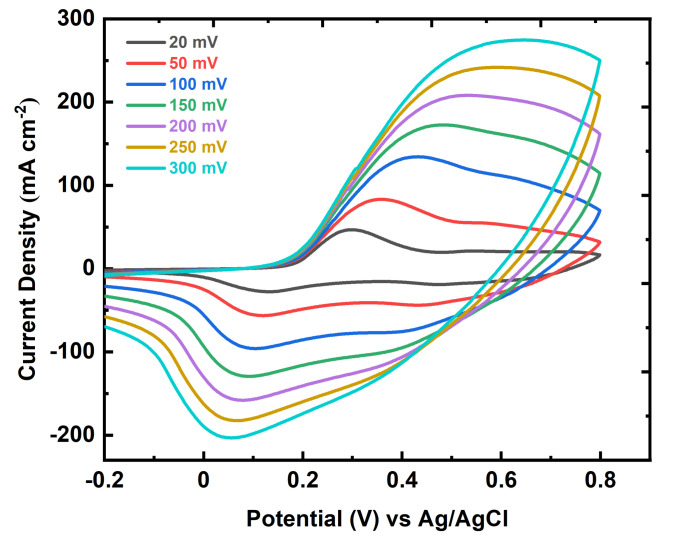 300
200
100
0
-100
-200
Current Density (mA cm-2)
20 mV
50 mV
100 mV
150 mV
200 mV
250 mV
300 mV
-0.2 0 0.2 0.4 0.6 0.8
Potential (V) vs Ag/AgCl